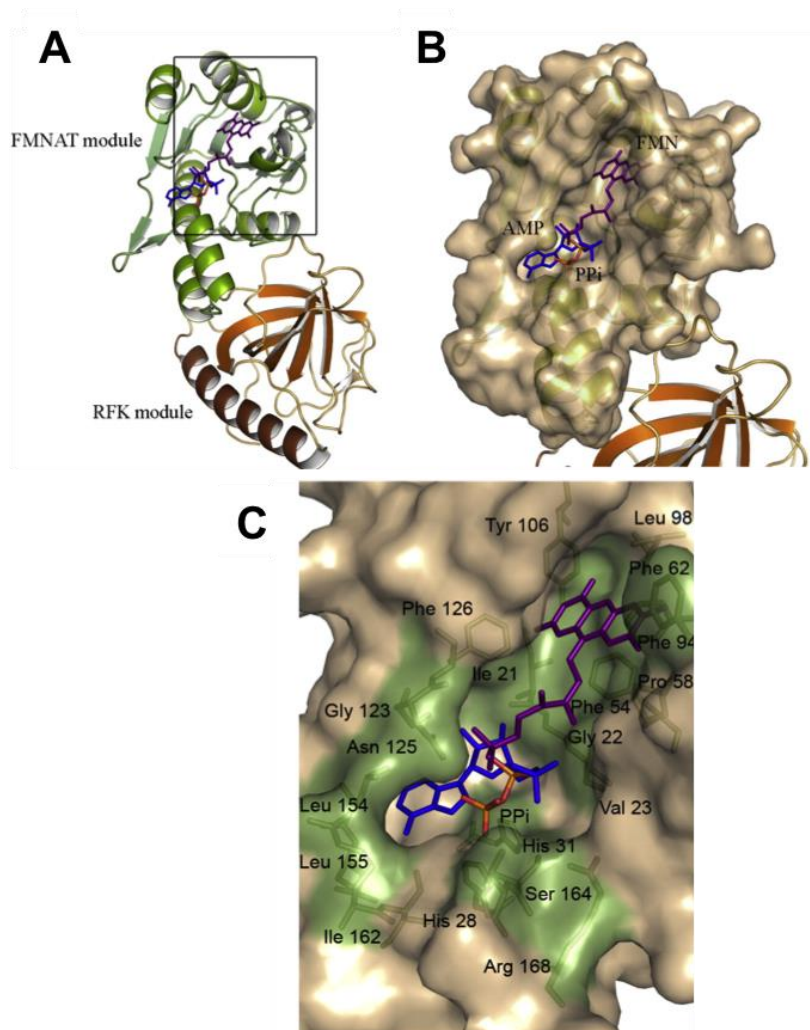 A
B
FMNAT module
FMN
AMP
PPi
RFK module
C
Tyr 106
Leu 98
Phe 62
Phe 126
Phe 94
Ile 21
Pro 58
Gly 123
Phe 54
Asn 125
Gly 22
Leu 154
Val 23
PPi
His 31
Leu 155
Ser 164
His 28
Ile 162
Arg 168